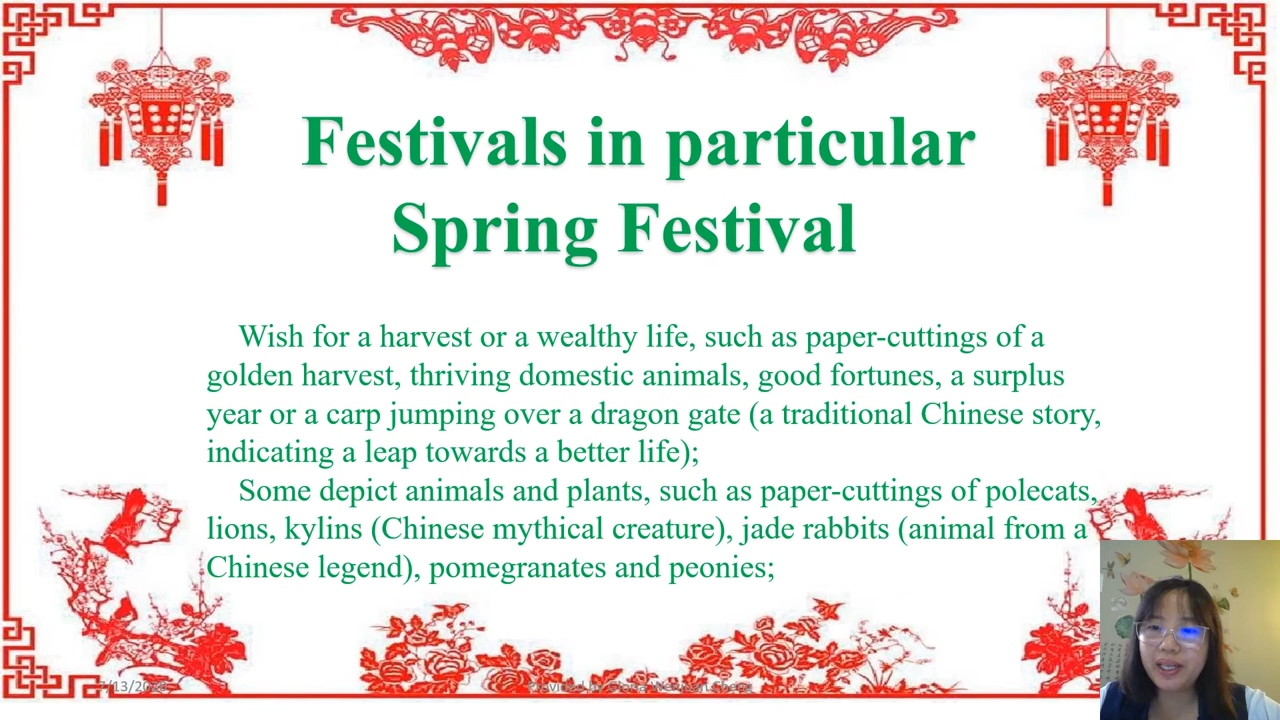 Festivals in particular
Spring Festival
Wish for a harvest or a wealthy life, such as paper-cuttings of a
golden harvest, thriving domestic animals, good fortunes, a surplus
year or a carp jumping over a dragon gate (a traditional Chinese story,
indicating a leap towards a better life);
Some depict animals and plants, such as paper-cuttings of polecats,
lions, kylins (Chinese mythical creature), jade rabbits (animal from a
Chinese legend), pomegranates and peonies;
Provided by